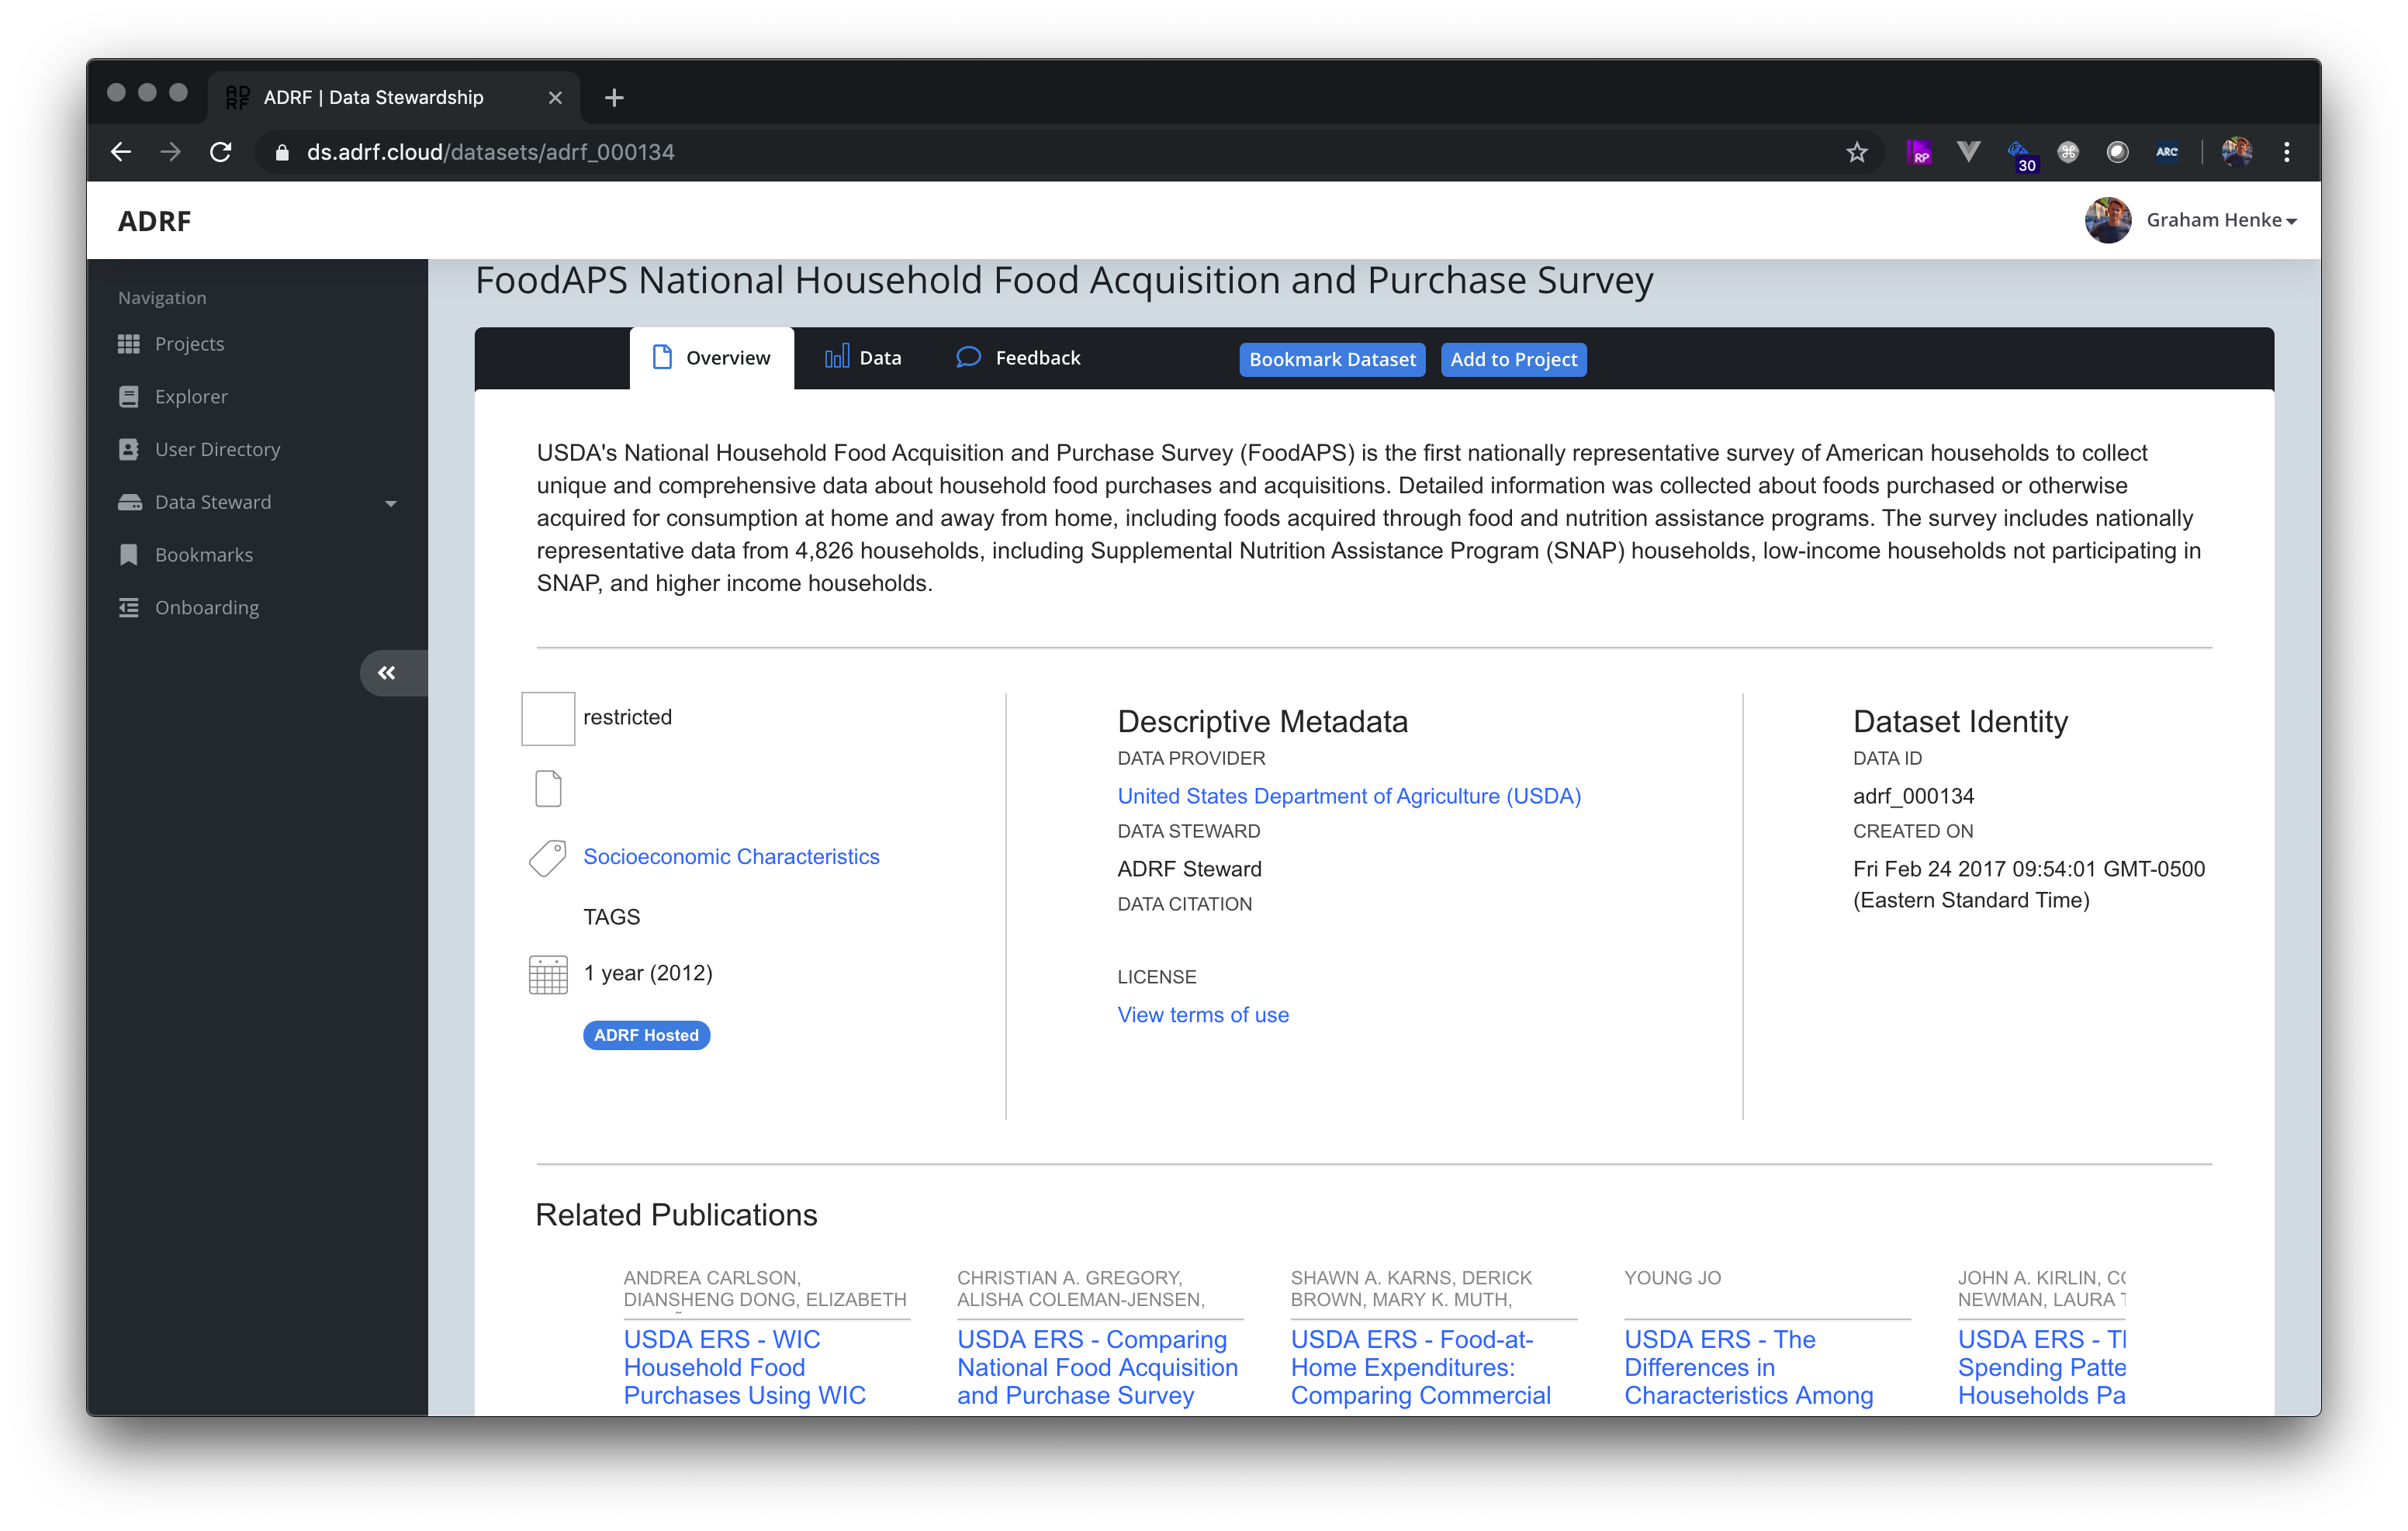 AD
RF
ADRF | Data Stewardship
ds.adrf.cloud/datasets/adrf_000134
RP
30
ARC
ADRF
Graham Henke
Navigation
Projects
Explorer
User Directory
Data Steward
Bookmarks
Onboarding
FoodAPS National Household Food Acquisition and Purchase Survey
Overview
Data
Feedback
Bookmark Dataset
Add to Project
USDA's National Household Food Acquisition and Purchase Survey (FoodAPS) is the first nationally representative survey of American households to collect
unique and comprehensive data about household food purchases and acquisitions. Detailed information was collected about foods purchased or otherwise
acquired for consumption at home and away from home, including foods acquired through food and nutrition assistance programs. The survey includes nationally
representative data from 4,826 households, including Supplemental Nutrition Assistance Program (SNAP) households, low-income households not participating in
SNAP, and higher income households.
restricted
Socioeconomic Characteristics
TAGS
1 year (2012)
ADRF Hosted
Descriptive Metadata
DATA PROVIDER
United States Department of Agriculture (USDA)
DATA STEWARD
ADRF Steward
DATA CITATION
LICENSE
View terms of use
Dataset Identity
DATA ID
adrf_000134
CREATED ON
Fri Feb 24 2017 09:54:01 GMT-0500
(Eastern Standard Time)
Related Publications
ANDREA CARLSON,
DIANSHENG DONG, ELIZABETH
USDA ERS - WIC
Household Food
Purchases Using WIC
CHRISTIAN A. GREGORY,
ALISHA COLEMAN-JENSEN,
USDA ERS - Comparing
National Food Acquisition
and Purchase Survey
SHAWN A. KARNS, DERICK
BROWN, MARY K. MUTH,
USDA ERS - Food-at-
Home Expenditures:
Comparing Commercial
YOUNG JO
USDA ERS - The
Differences in
Characteristics Among
JOHN A. KIRLIN,
NEWMAN, LAURA
USDA ERS -
Spending
Households